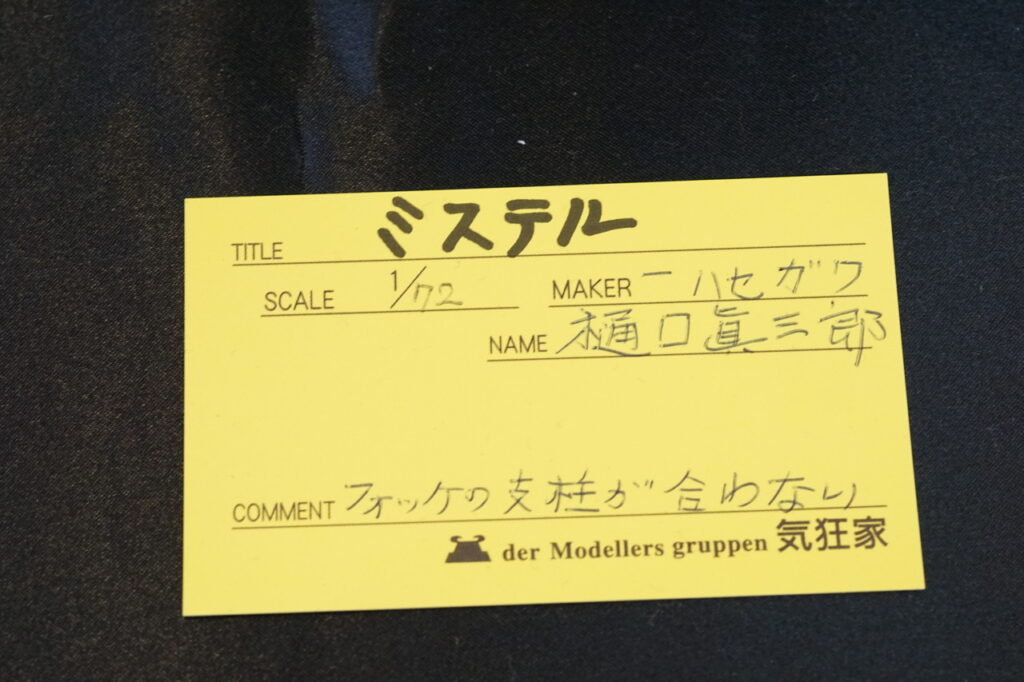 TITLE ミステル
SCALE 1/72 MAKER ハセガワ
NAME 樋口眞三郎
COMMENT フォッケの支柱が合わない
der Modellers gruppen 気狂家